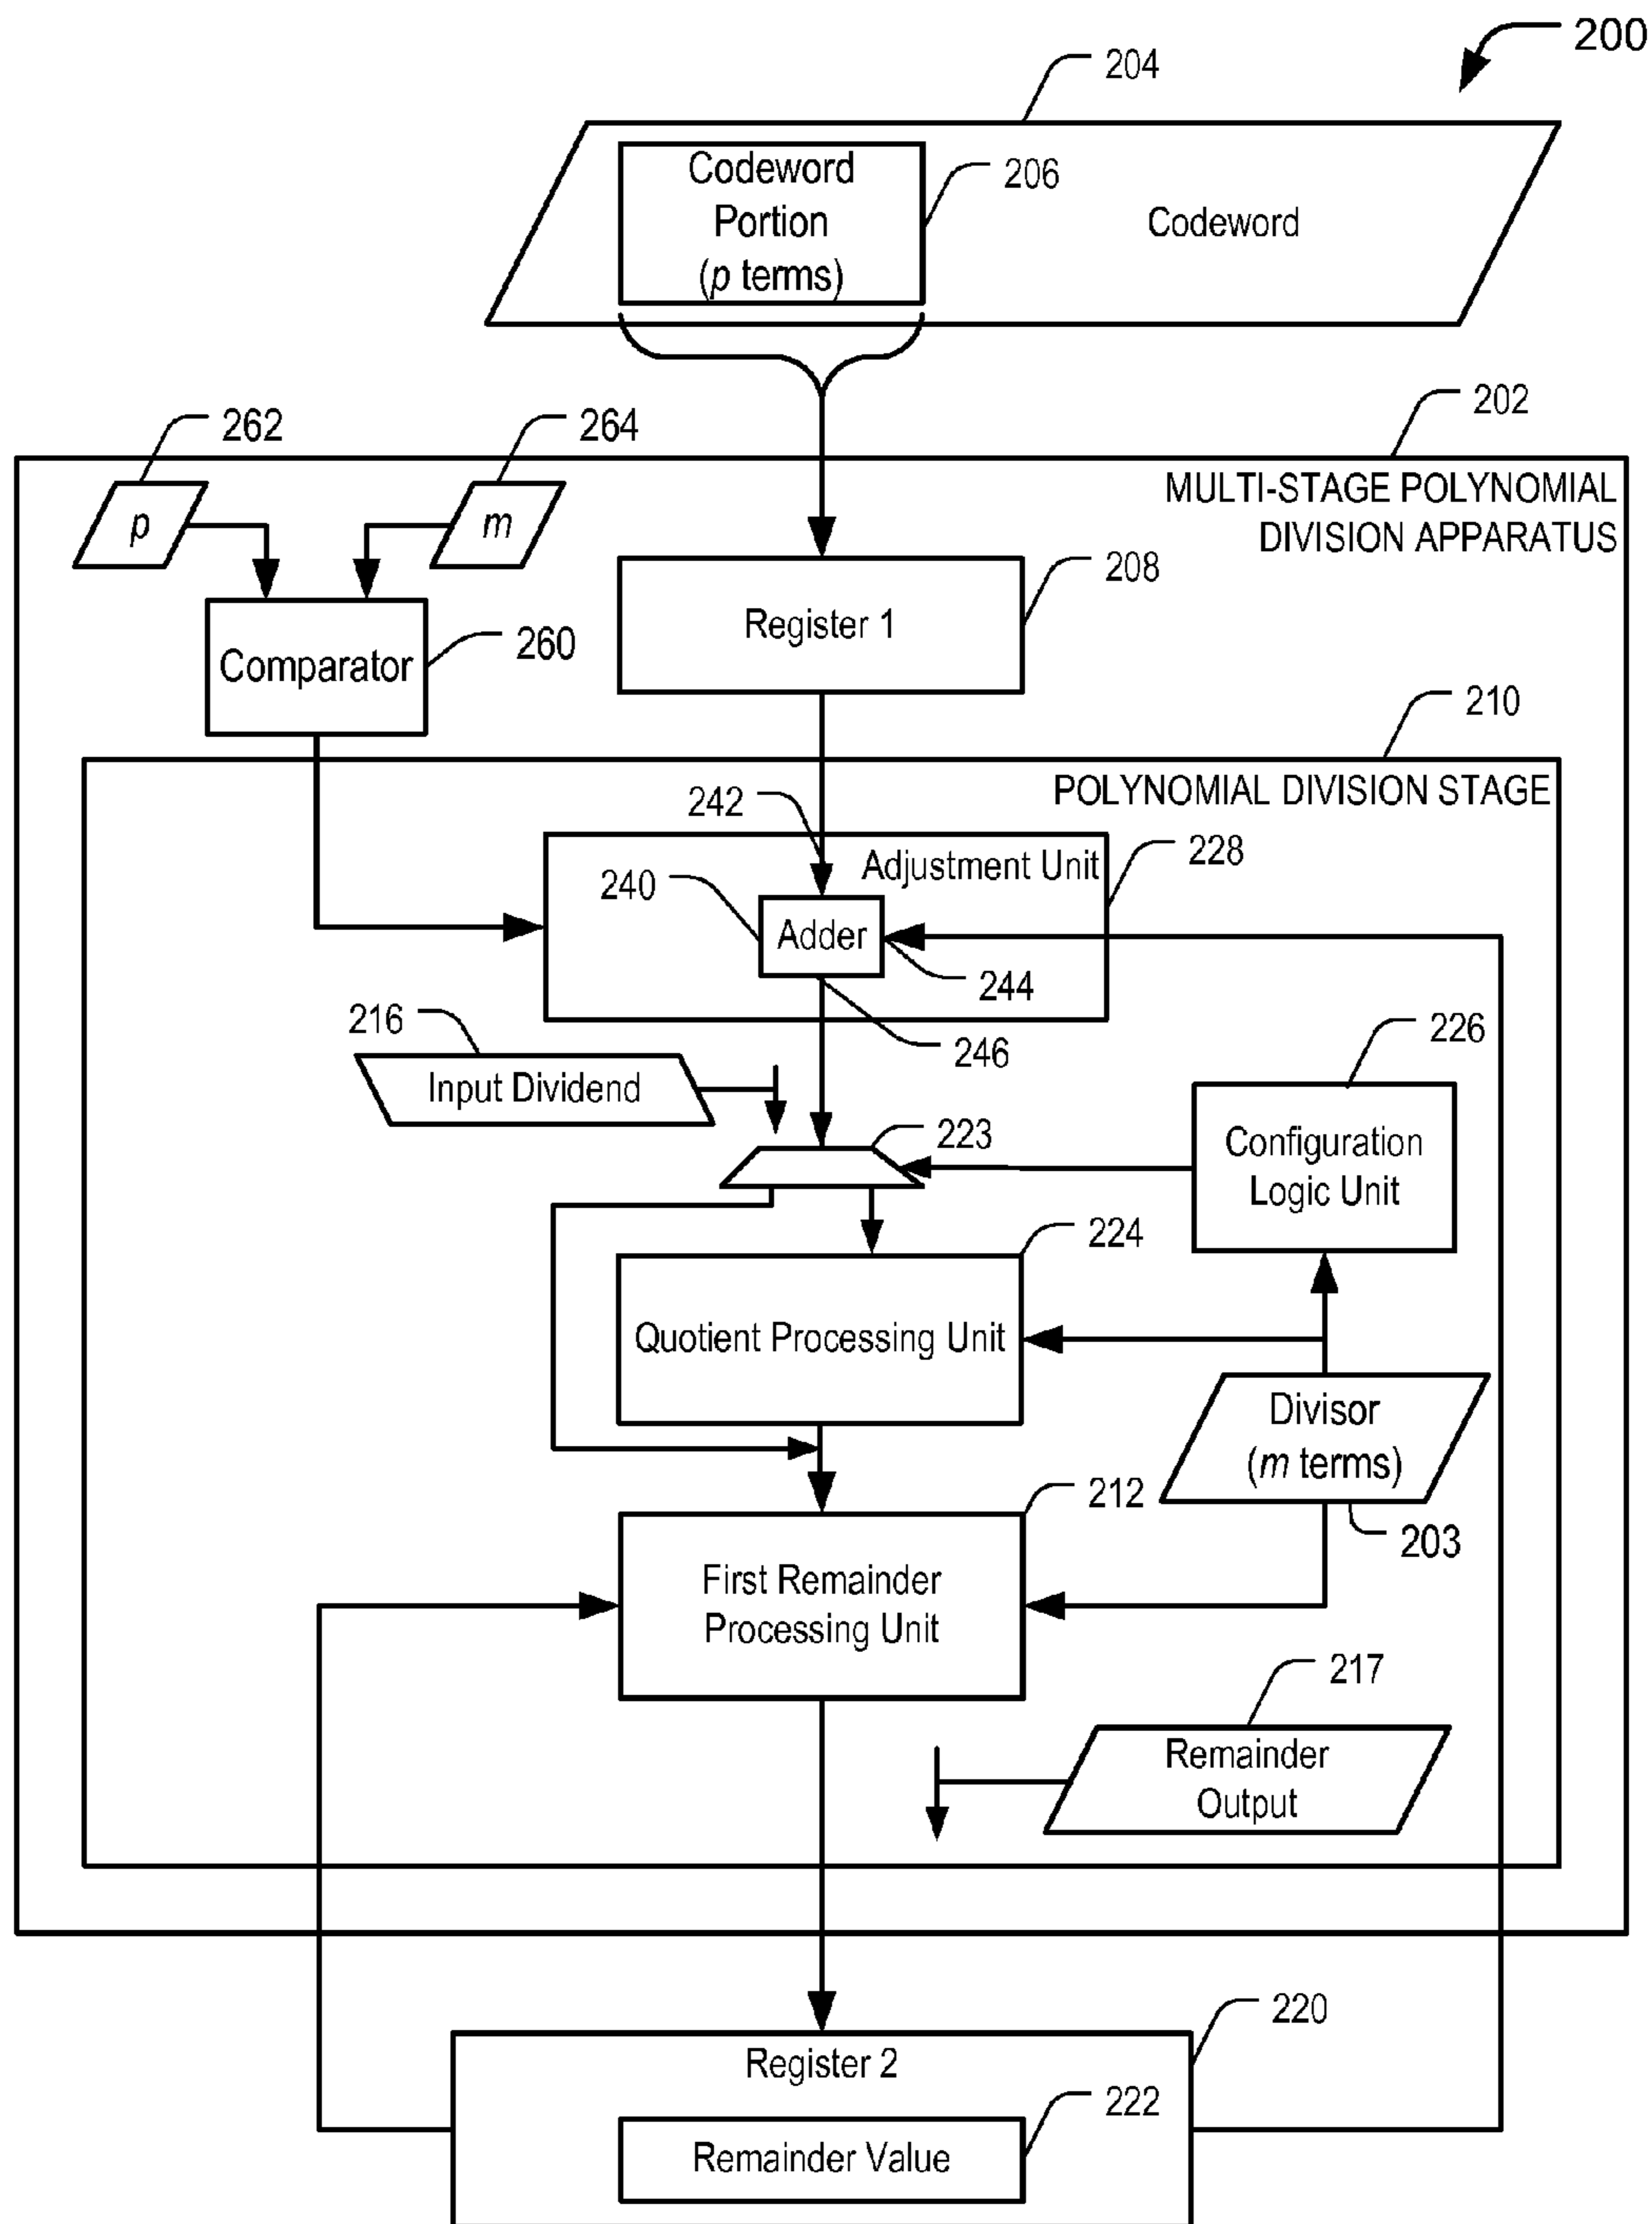 200
204
Codeword
Portion
(p terms)
206
Codeword
202
262
264
MULTI-STAGE POLYNOMIAL
DIVISION APPARATUS
p
m
208
Register 1
260
Comparator
210
POLYNOMIAL DIVISION STAGE
242
Adjustment Unit
228
240
Adder
244
216
246
226
Input Dividend
223
Configuration
Logic Unit
224
Quotient Processing Unit
Divisor
(m terms)
212
203
First Remainder
Processing Unit
217
Remainder
Output
220
Register 2
222
Remainder Value